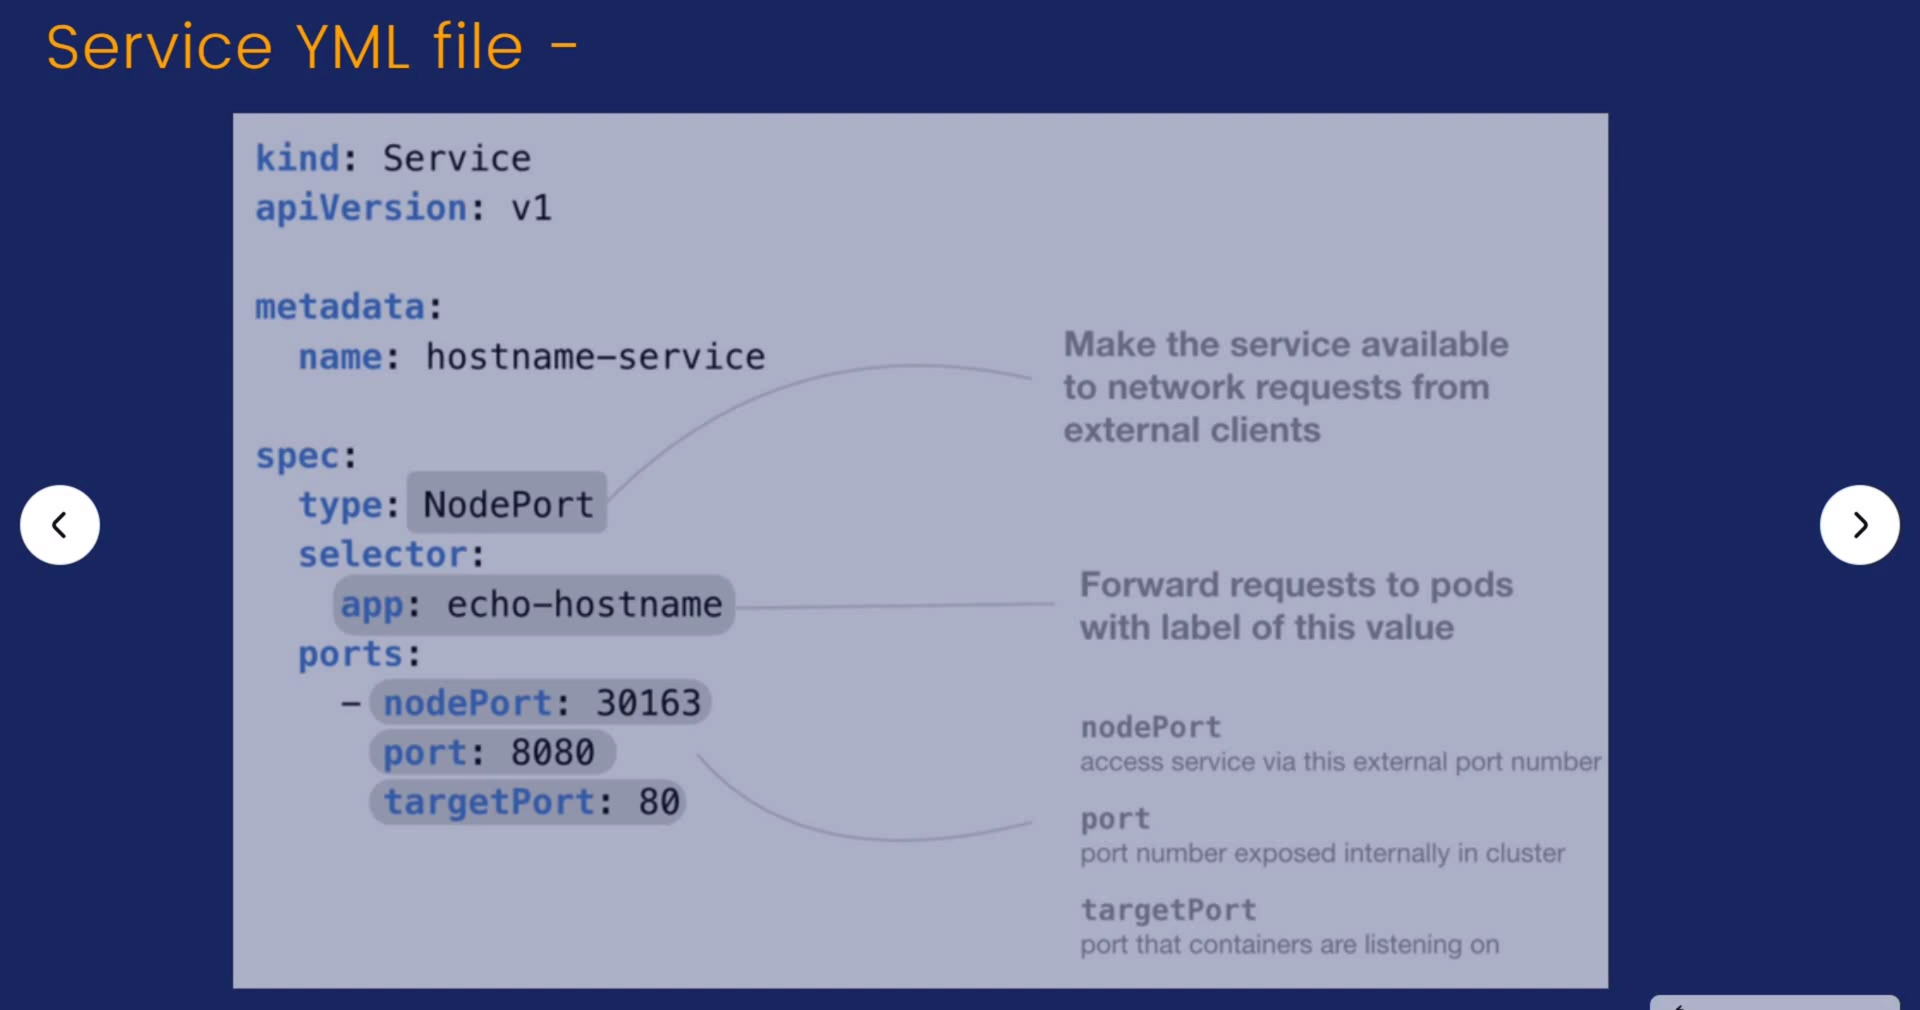 Service YML file -
kind: Service
apiVersion: v1
metadata:
name: hostname-service
spec:
type: NodePort
selector:
app: echo-hostname
ports:
- nodePort: 30163
port: 8080
targetPort: 80
Make the service available
to network requests from
external clients
Forward requests to pods
with label of this value
nodePort
access service via this external port number
port
port number exposed internally in cluster
targetPort
port that containers are listening on